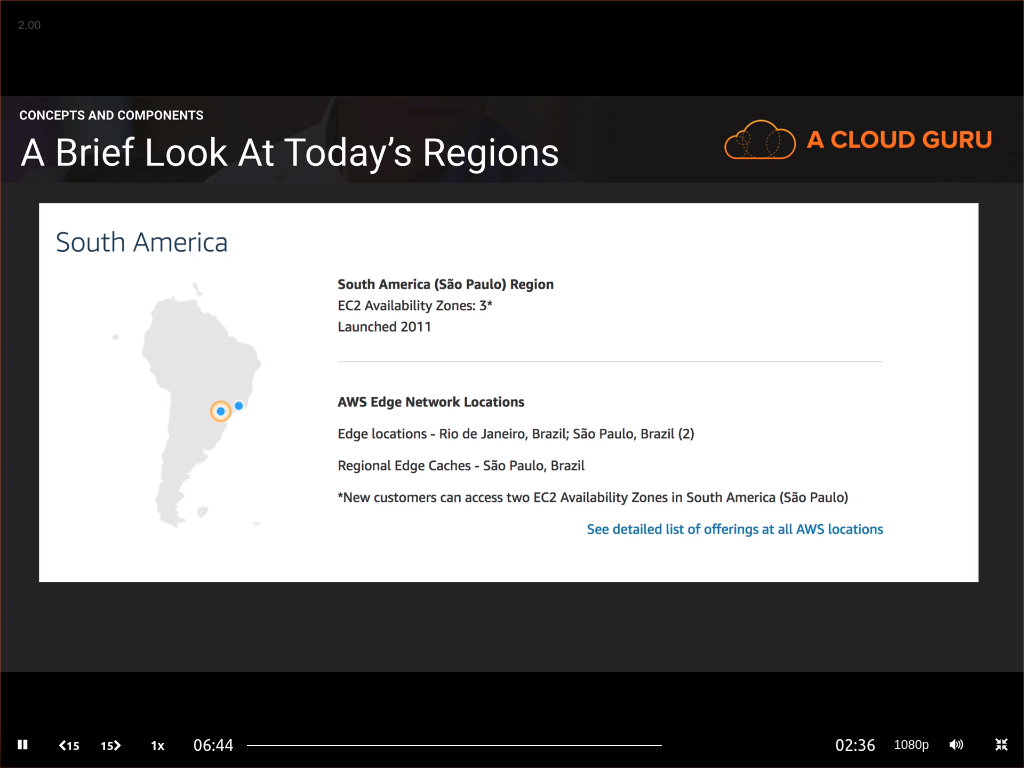 2.00
CONCEPTS AND COMPONENTS
A Brief Look At Today's Regions
A CLOUD GURU
South America
South America (São Paulo) Region
EC2 Availability Zones: 3*
Launched 2011
AWS Edge Network Locations
Edge locations - Rio de Janeiro, Brazil; São Paulo, Brazil (2)
Regional Edge Caches - São Paulo, Brazil
*New customers can access two EC2 Availability Zones in South America (São Paulo)
See detailed list of offerings at all AWS locations
15 15 1x 06:44 02:36 1080p